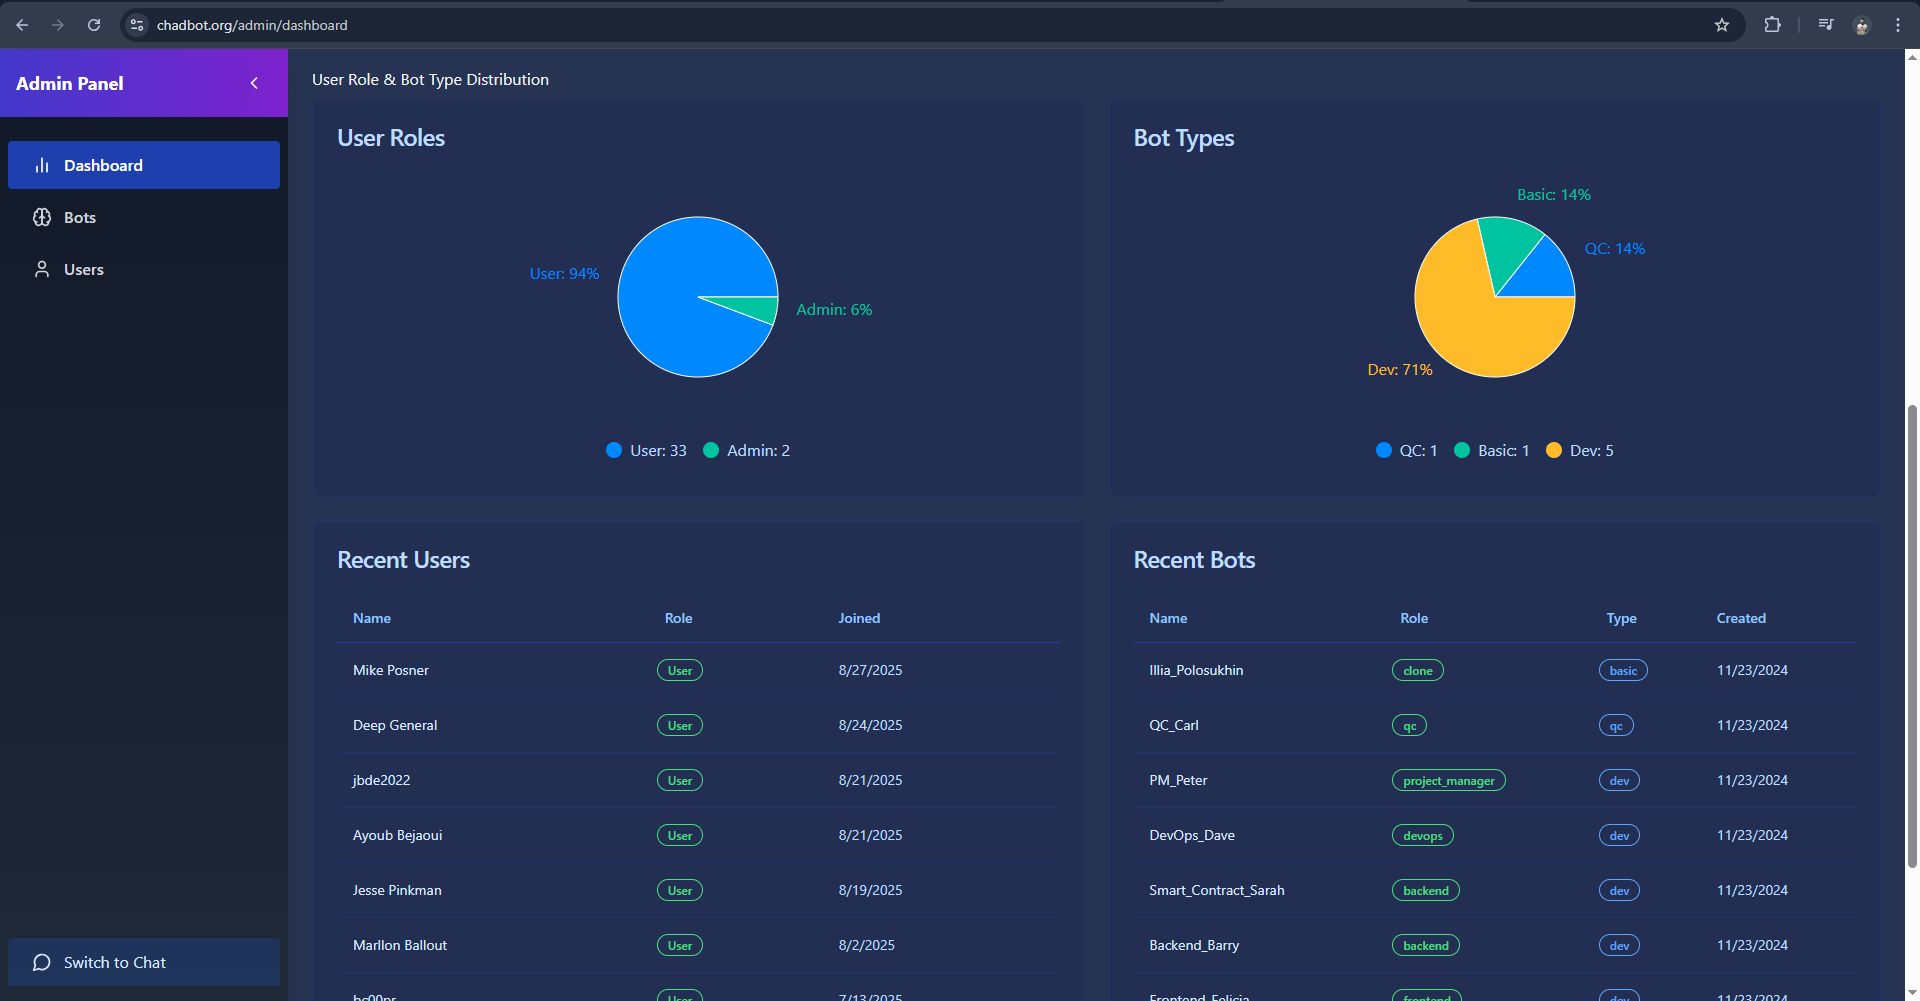 chadbot.org/admin/dashboard
Admin Panel
Dashboard
Bots
Users
Switch to Chat
User Role & Bot Type Distribution
User Roles
User: 94%
Admin: 6%
User: 33
Admin: 2
Bot Types
Basic: 14%
QC: 14%
Dev: 71%
QC: 1
Basic: 1
Dev: 5
Recent Users
Name Role Joined
Mike Posner User 8/27/2025
Deep General User 8/24/2025
jbde2022 User 8/21/2025
Ayoub Bejaoui User 8/21/2025
Jesse Pinkman User 8/19/2025
Marllon Ballout User 8/2/2025
bc00pr User 7/13/2025
Recent Bots
Name Role Type Created
Illia_Polosukhin clone basic 11/23/2024
QC_Carl qc qc 11/23/2024
PM_Peter project_manager dev 11/23/2024
DevOps_Dave devops dev 11/23/2024
Smart_Contract_Sarah backend dev 11/23/2024
Backend_Barry backend dev 11/23/2024
Frontend_Felicia frontend dev 11/23/2024